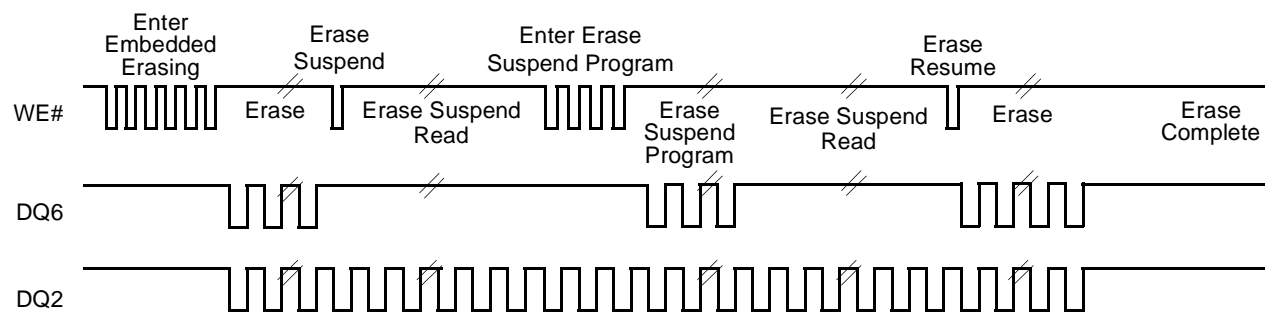 Enter
Embedded
Erasing
Erase
Suspend
Enter Erase
Suspend Program
Erase
Resume
WE#
Erase
Erase Suspend
Read
Erase
Suspend
Program
Erase Suspend
Read
Erase
Erase
Complete
DQ6
DQ2